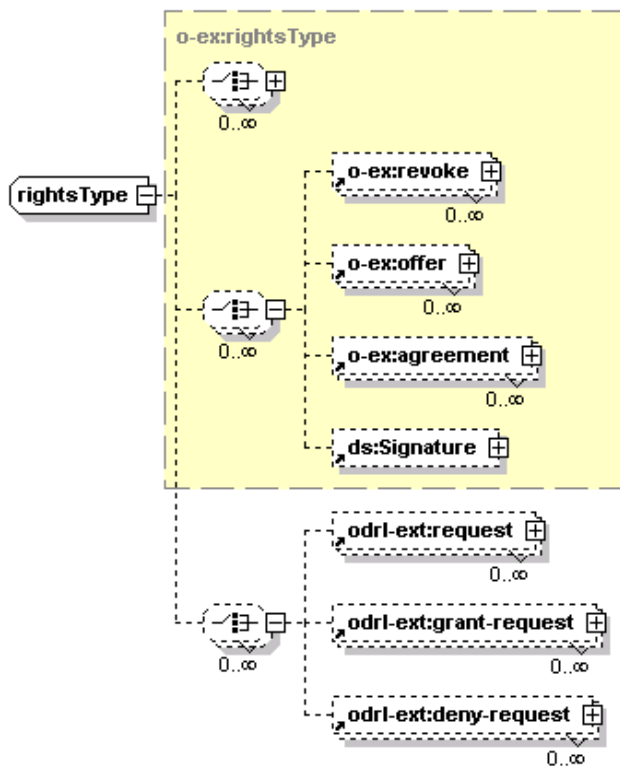 o-ex:rightsType
0..∞
o-ex:revoke
0..∞
rightsType
o-ex:offer
0..∞
0..∞
o-ex:agreement
0..∞
ds:Signature
odrl-ext:request
0..∞
odrl-ext:grant-request
0..∞
0..∞
odrl-ext:deny-request
0..∞